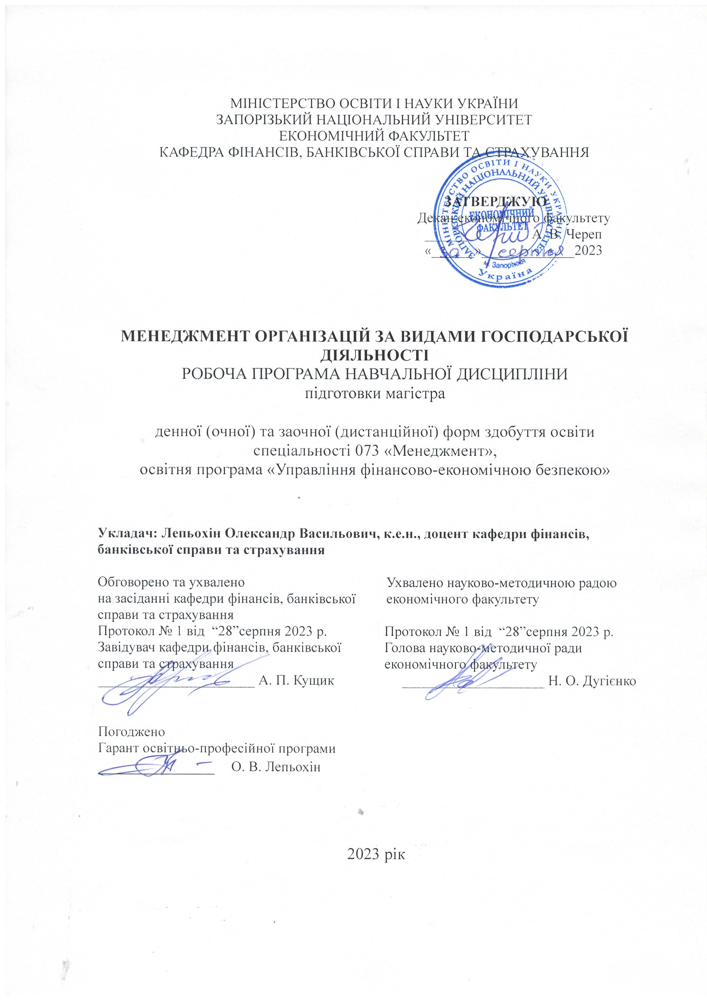 МІНІСТЕРСТВО ОСВІТИ І НАУКИ УКРАЇНИ
ЗАПОРІЗЬКИЙ НАЦІОНАЛЬНИЙ УНІВЕРСИТЕТ
ЕКОНОМІЧНИЙ ФАКУЛЬТЕТ
КАФЕДРА ФІНАНСІВ, БАНКІВСЬКОЇ СПРАВИ ТА СТРАХУВАННЯ
ЗАТВЕРДЖУЮ
Декан економічного факультету
А. В. Череп
«30» серпня 2023
МІНІСТЕРСТВО ОСВІТИ І НАУКИ УКРАЇНИ
ЗАПОРІЗЬКИЙ НАЦІОНАЛЬНИЙ УНІВЕРСИТЕТ
ЕКОНОМІЧНИЙ
ФАКУЛЬТЕТ
м. Запоріжжя
Україна
МЕНЕДЖМЕНТ ОРГАНІЗАЦІЙ ЗА ВИДАМИ ГОСПОДАРСЬКОЇ
ДІЯЛЬНОСТІ
РОБОЧА ПРОГРАМА НАВЧАЛЬНОЇ ДИСЦИПЛІНИ
підготовки магістра
денної (очної) та заочної (дистанційної) форм здобуття освіти
спеціальності 073 «Менеджмент»,
освітня програма «Управління фінансово-економічною безпекою»
Укладач: Лепьохін Олександр Васильович, к.е.н., доцент кафедри фінансів,
банківської справи та страхування
Обговорено та ухвалено
на засіданні кафедри фінансів, банківської
справи та страхування
Протокол № 1 від “28”серпня 2023 р.
Завідувач кафедри фінансів, банківської
справи та страхування
А. П. Кущик
Ухвалено науково-методичною радою
економічного факультету
Протокол № 1 від “28”серпня 2023 р.
Голова науково-методичної ради
економічного факультету
Н. О. Дугієнко
Погоджено
Гарант освітньо-професійної програми
О. В. Лепьохін
2023 рік